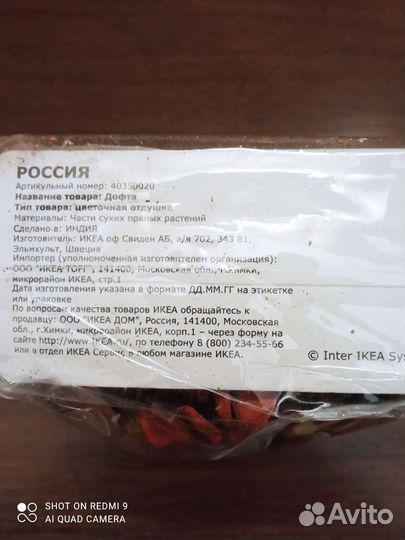 РОССИЯ
Артикульный номер: 40350020
Название товара: Дофта
Тип товара: цветочная отдушка
Материалы: Части сухих пряных растений
Сделано в: ИНДИЯ
Изготовитель: ИКЕА оф Свиден АБ, а/я 702, 343 81,
Эльмхульт, Швеция
Импортер (уполномоченная изготовителем организация):
ООО "ИКЕА ТОРГ", 141400, Московская обл., г.Химки,
микрорайон ИКЕА, стр.1
Дата изготовления указана в формате ДД.ММ.ГГ на этикетке
или упаковке
По вопросам качества товаров ИКЕА обращайтесь к
продавцу: ООО "ИКЕА ДОМ", Россия, 141400, Московская
обл., г.Химки, микрорайон ИКЕА, корп.1 – через форму на
сайте http://www.IKEA.ru/, по телефону 8 (800) 234-55-66
или в отдел ИКЕА Сервис в любом магазине ИКЕА.
© Inter IKEA Sys
SHOT ON REDMI 9
AI QUAD CAMERA
Avito